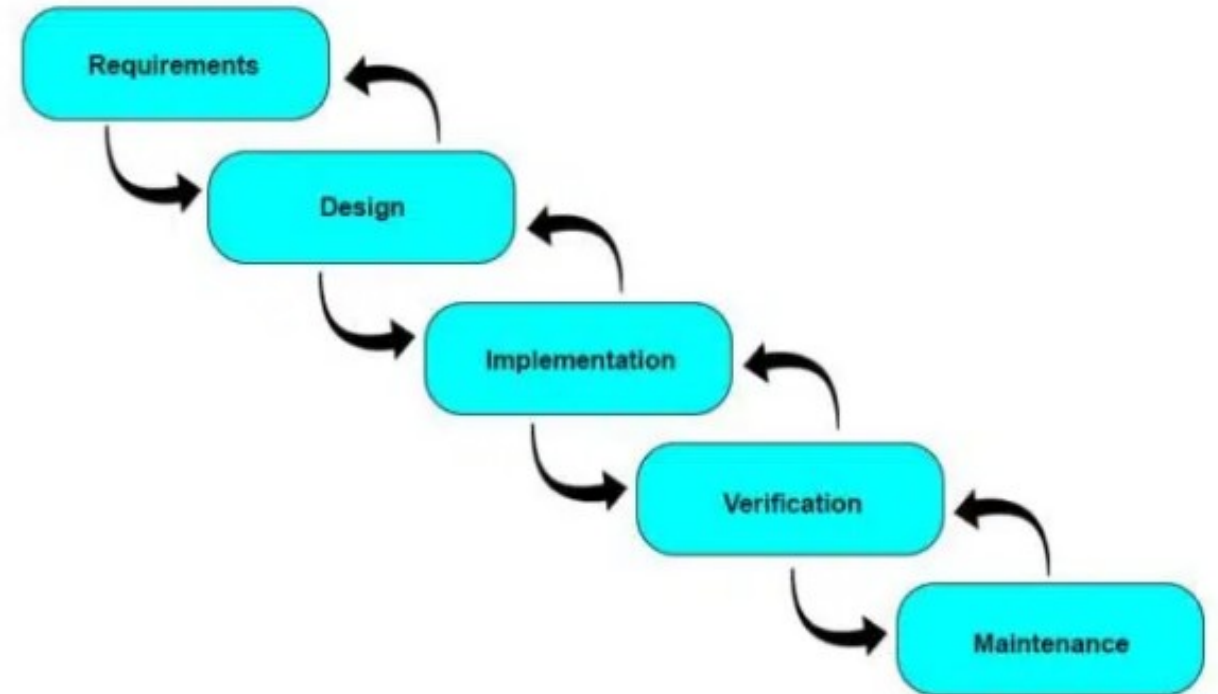 Requirements
Design
Implementation
Verification
Maintenance